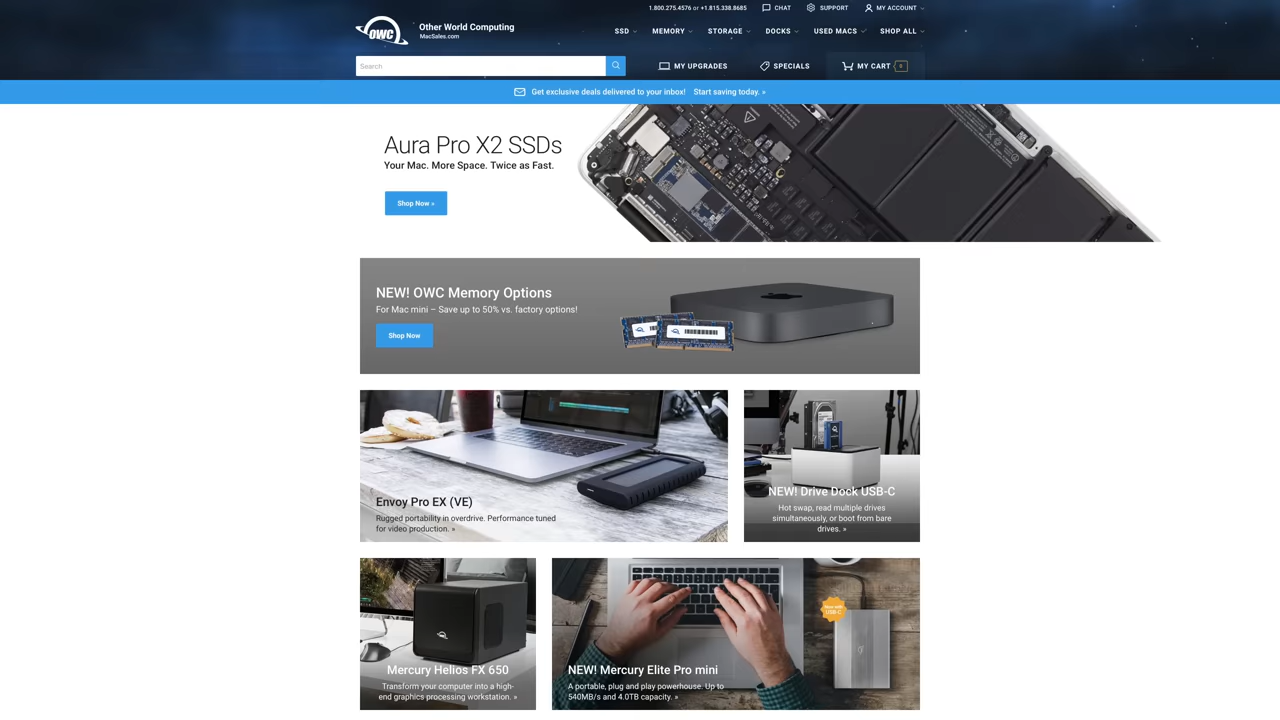 1.800.275.4576 or +1.815.338.8685
CHAT
SUPPORT
MY ACCOUNT
OWC
Other World Computing
MacSales.com
SSD
MEMORY
STORAGE
DOCKS
USED MACS
SHOP ALL
Search
MY UPGRADES
SPECIALS
MY CART
Get exclusive deals delivered to your inbox! Start saving today. »
Aura Pro X2 SSDs
Your Mac. More Space. Twice as Fast.
Shop Now »
NEW! OWC Memory Options
For Mac mini – Save up to 50% vs. factory options!
Shop Now
Envoy Pro EX (VE)
Rugged portability in overdrive. Performance tuned
for video production. »
NEW! Drive Dock USB-C
Hot swap, read multiple drives
simultaneously, or boot from bare
drives. »
Mercury Helios FX 650
Transform your computer into a high-
end graphics processing workstation. »
Now with
USB-C
NEW! Mercury Elite Pro mini
A portable, plug and play powerhouse. Up to
540MB/s and 4.0TB capacity. »